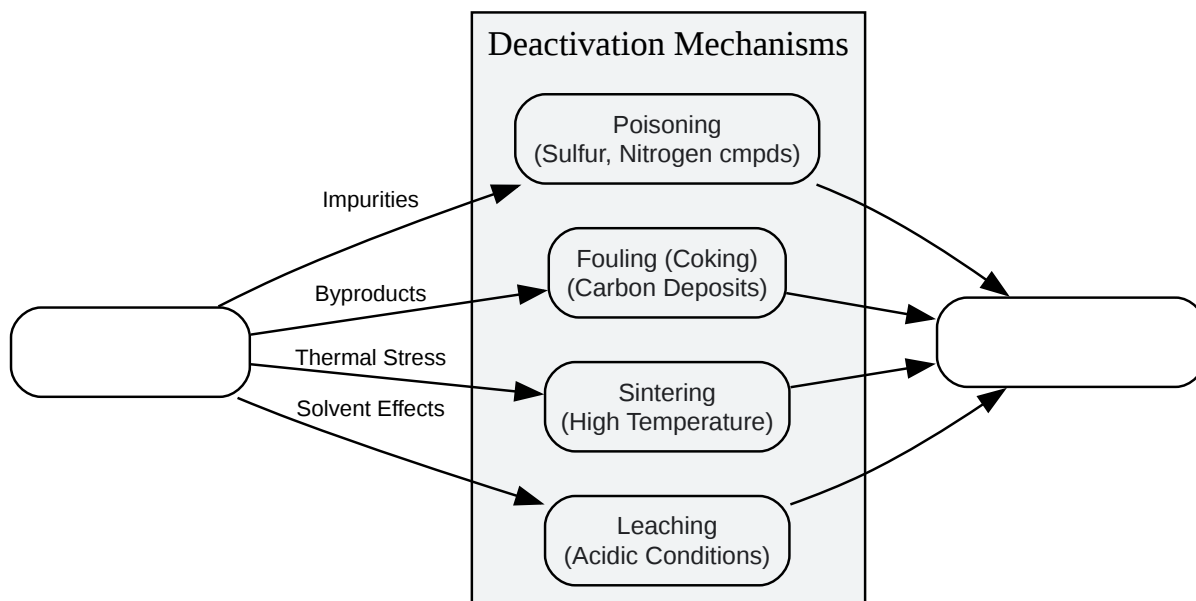 Deactivation Mechanisms
Poisoning
(Sulfur, Nitrogen cmpds)
Impurities
Fouling (Coking)
(Carbon Deposits)
Byproducts
Thermal Stress
Sintering
(High Temperature)
Solvent Effects
Leaching
(Acidic Conditions)